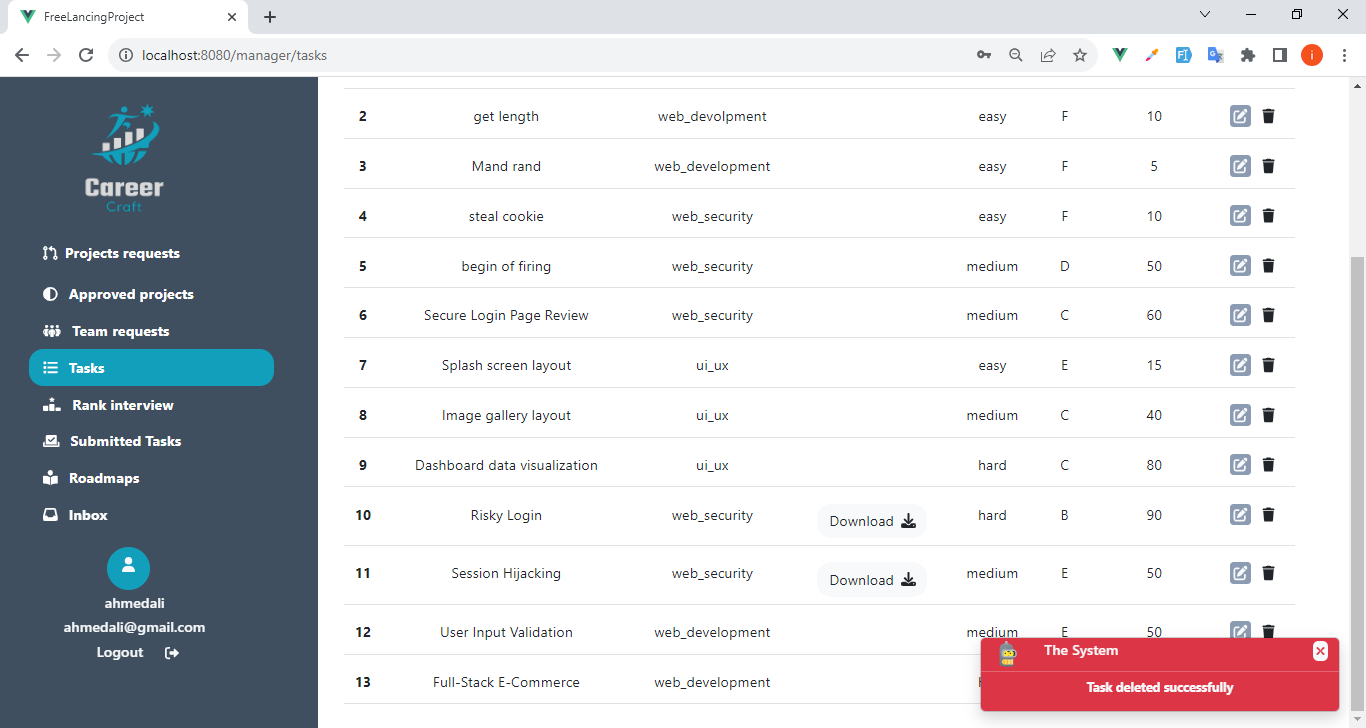 FreeLancingProject
localhost:8080/manager/tasks
i
Career
Craft
Projects requests
Approved projects
Team requests
Tasks
Rank interview
Submitted Tasks
Roadmaps
Inbox
ahmedali
ahmedali@gmail.com
Logout
2 get length web_devolpment easy F 10
3 Mand rand web_development easy F 5
4 steal cookie web_security easy F 10
5 begin of firing web_security medium D 50
6 Secure Login Page Review web_security medium C 60
7 Splash screen layout ui_ux easy E 15
8 Image gallery layout ui_ux medium C 40
9 Dashboard data visualization ui_ux hard C 80
10 Risky Login web_security Download hard B 90
11 Session Hijacking web_security Download medium E 50
12 User Input Validation web_development medium E 50
13 Full-Stack E-Commerce web_development
The System
Task deleted successfully